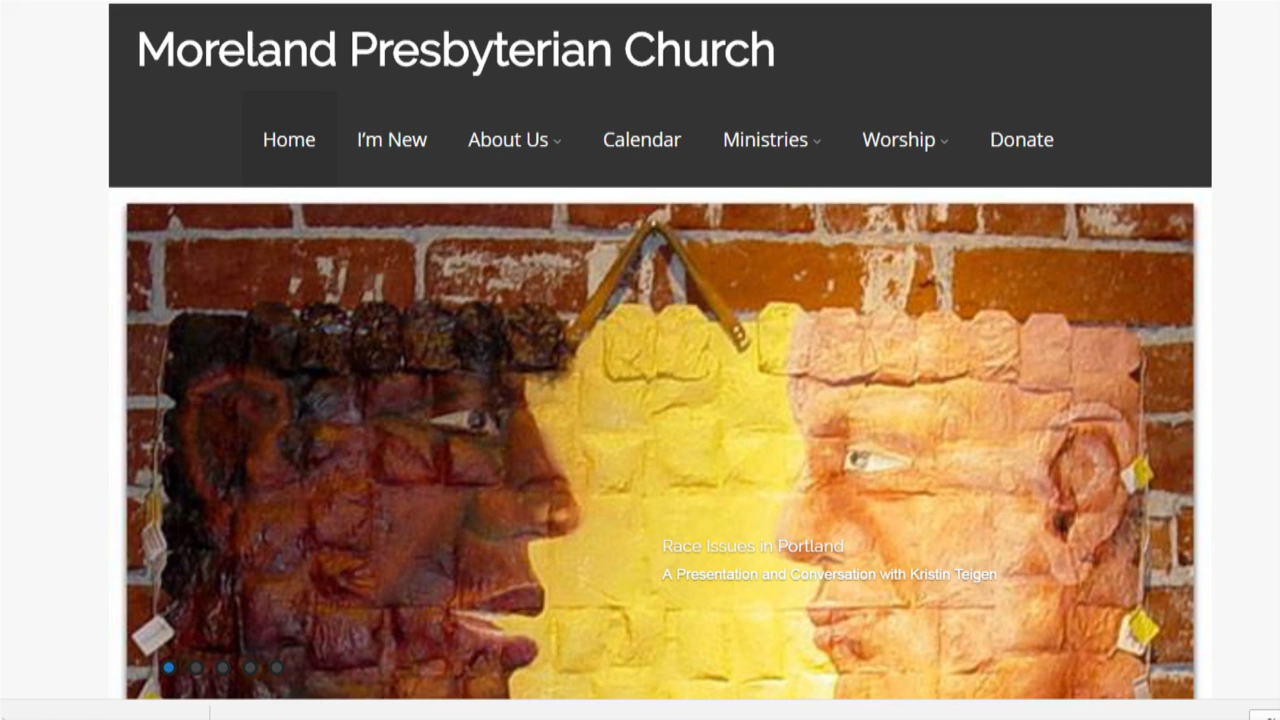 Moreland Presbyterian Church
Home I'm New About Us Calendar Ministries Worship Donate
Race Issues in Portland
A Presentation and Conversation with Kristin Teigen